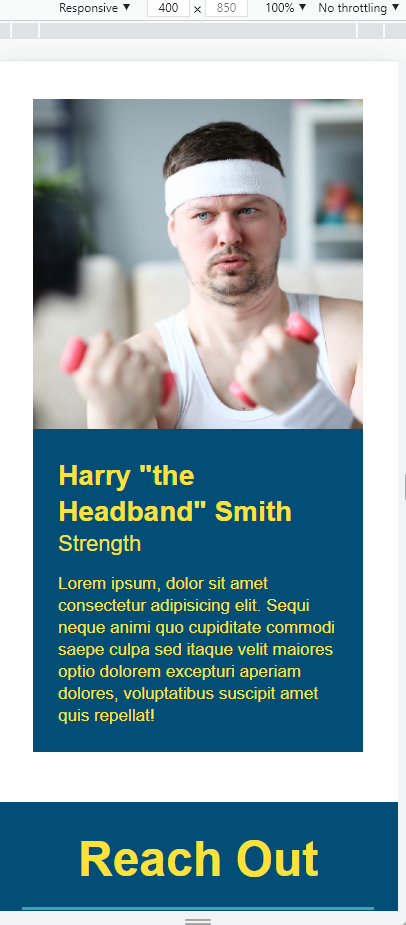 Responsive ▼ 400 × 850 100% ▼ No throttling ▼
Harry "the
Headband" Smith
Strength
Lorem ipsum, dolor sit amet
consectetur adipisicing elit. Sequi
neque animi quo cupiditate commodi
saepe culpa sed itaque velit maiores
optio dolorem excepturi aperiam
dolores, voluptatibus suscipit amet
quis repellat!
Reach Out